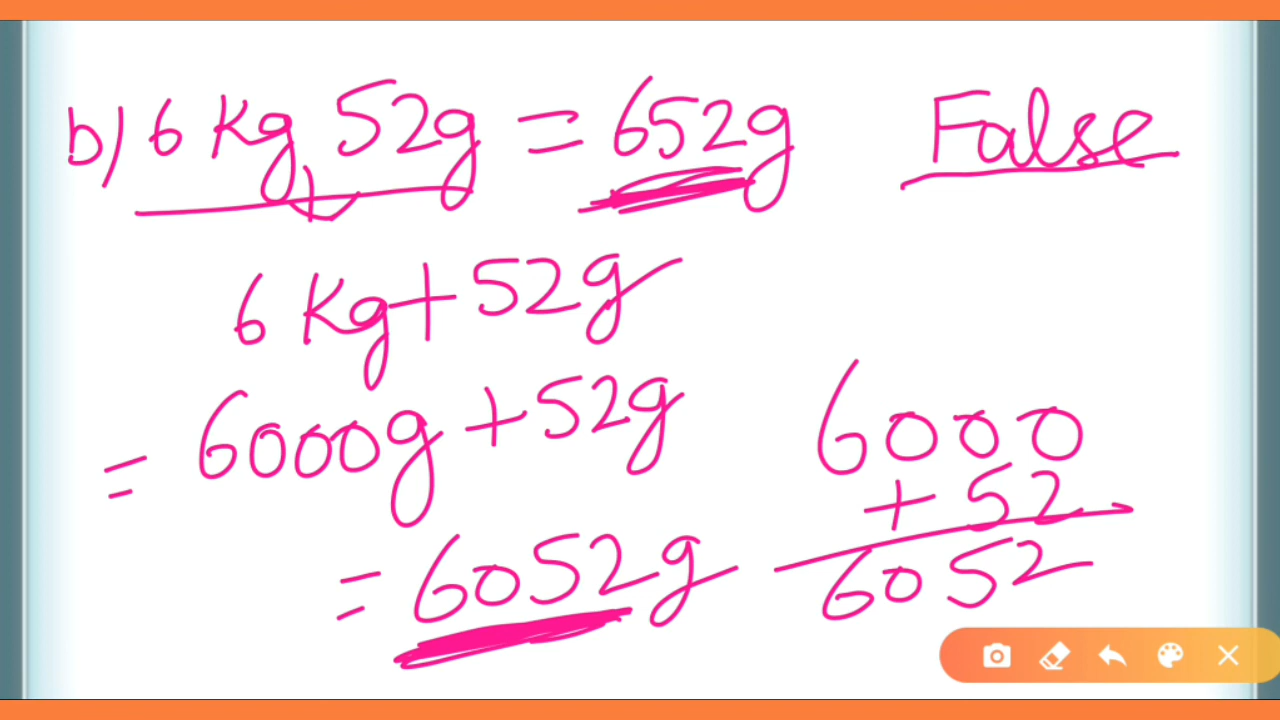 b) 6 Kg 52g = 652g False
6 Kg + 52g
= 6000g + 52g
= 6052g
6000
+ 52
6052